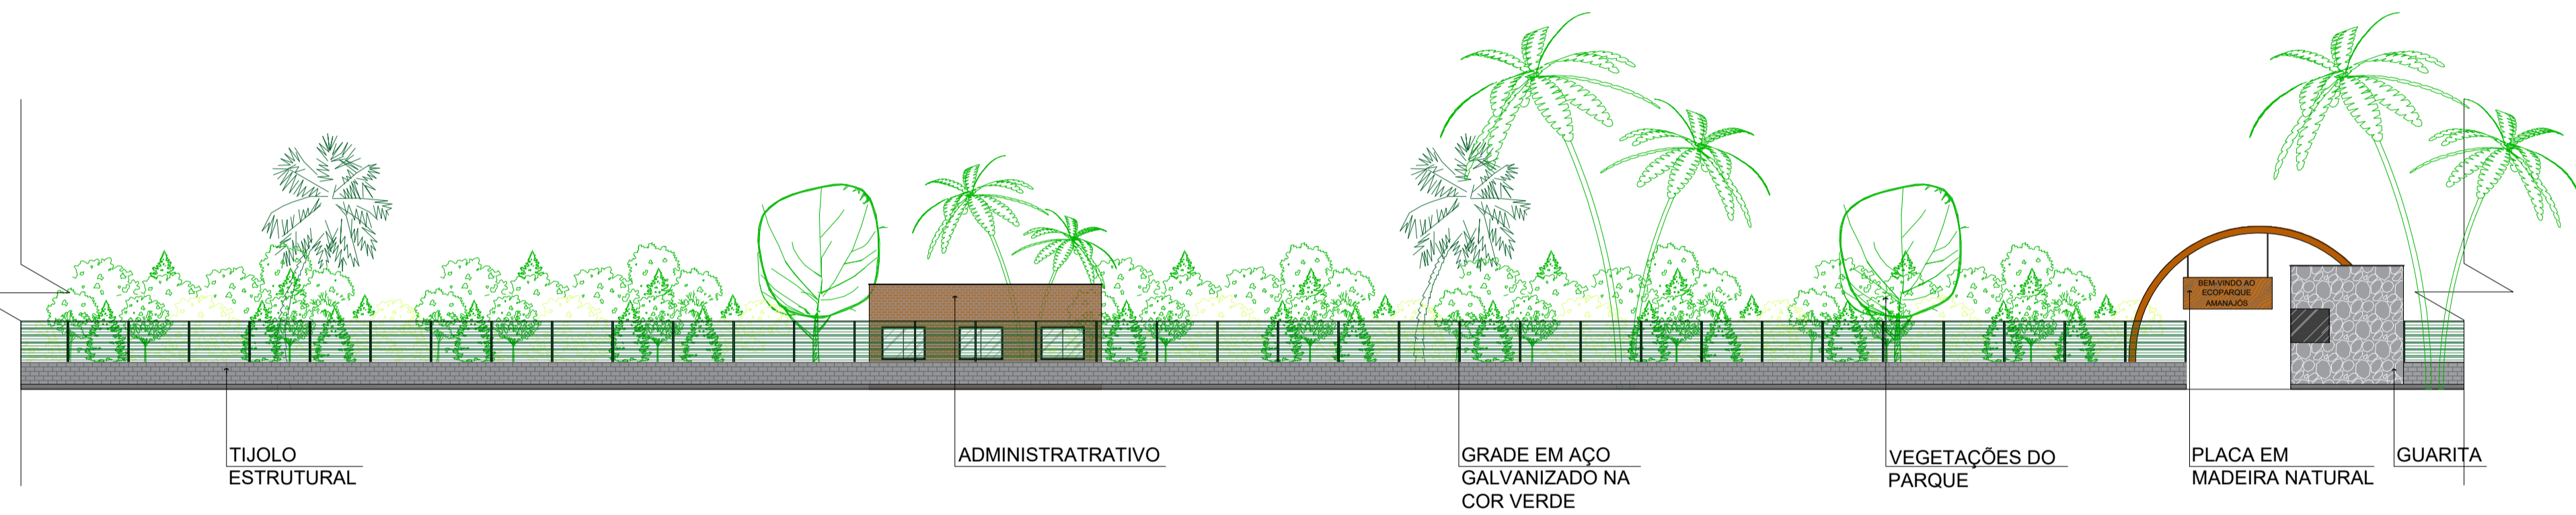 BEM-VINDO AO
ECOPARQUE
AMANAJÓS
TIJOLO
ESTRUTURAL
ADMINISTRATRATIVO
GRADE EM AÇO
GALVANIZADO NA
COR VERDE
VEGETAÇÕES DO
PARQUE
PLACA EM
MADEIRA NATURAL
GUARITA